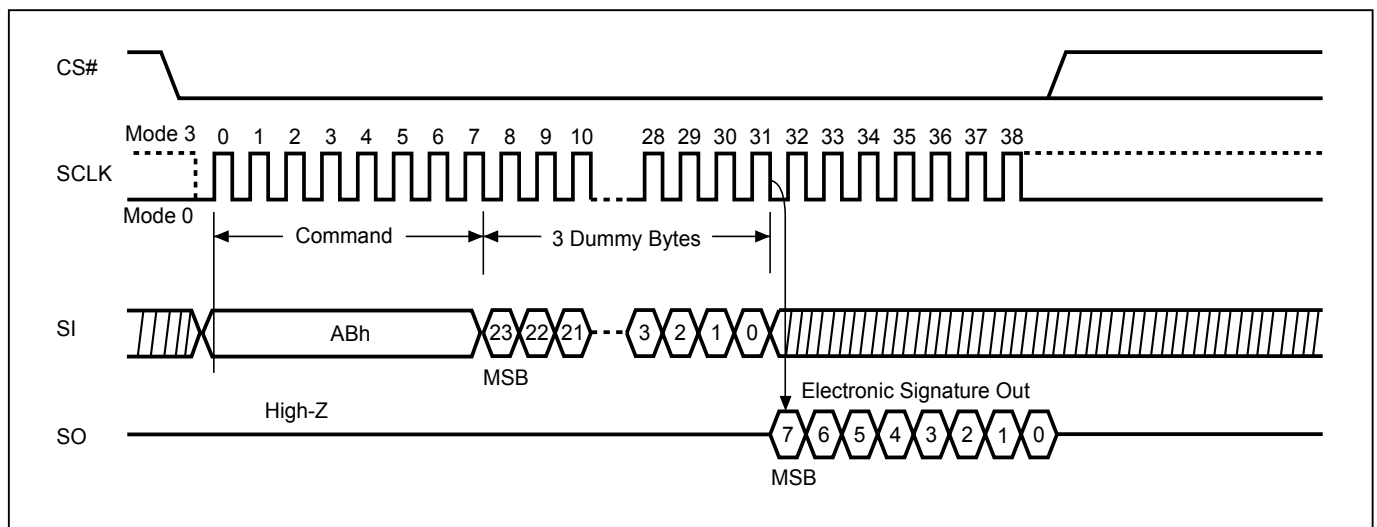 CS#
Mode 3
0 1 2 3 4 5 6 7 8 9 10 28 29 30 31 32 33 34 35 36 37 38
SCLK
Mode 0
Command
3 Dummy Bytes
SI
ABh
23 22 21 3 2 1 0
MSB
Electronic Signature Out
High-Z
SO
7 6 5 4 3 2 1 0
MSB